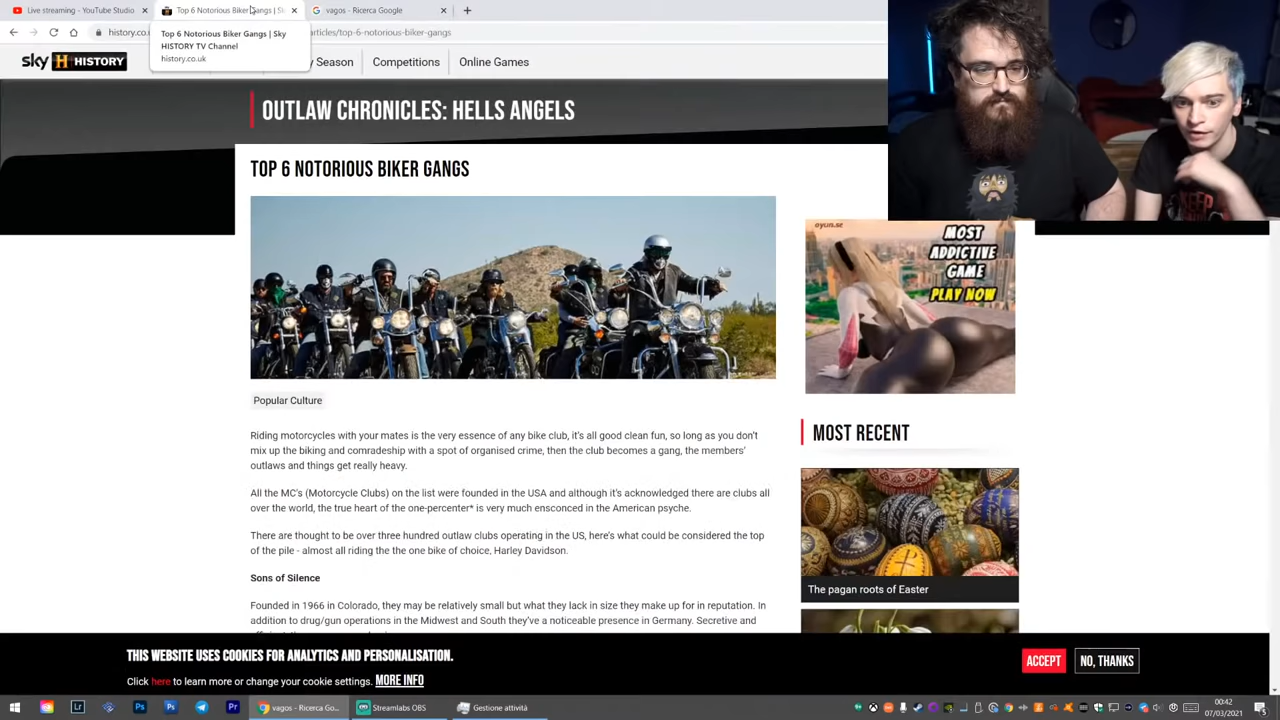 Live streaming - YouTube Studio
Top 6 Notorious Biker Gangs | S
vagos - Ricerca Google
history.co.
articles/top-6-notorious-biker-gangs
Top 6 Notorious Biker Gangs | Sky
HISTORY TV Channel
history.co.uk
sky H HISTORY
y Season
Competitions
Online Games
OUTLAW CHRONICLES: HELLS ANGELS
TOP 6 NOTORIOUS BIKER GANGS
oyun.se
MOST
ADDICTIVE
GAME
PLAY NOW
Popular Culture
Riding motorcycles with your mates is the very essence of any bike club, it's all good clean fun, so long as you don't
mix up the biking and comradeship with a spot of organised crime, then the club becomes a gang, the members'
outlaws and things get really heavy.
All the MC's (Motorcycle Clubs) on the list were founded in the USA and although it's acknowledged there are clubs all
over the world, the true heart of the one-percenter* is very much ensconced in the American psyche.
There are thought to be over three hundred outlaw clubs operating in the US, here's what could be considered the top
of the pile - almost all riding the the one bike of choice, Harley Davidson.
Sons of Silence
Founded in 1966 in Colorado, they may be relatively small but what they lack in size they make up for in reputation. In
addition to drug/gun operations in the Midwest and South they've a noticeable presence in Germany. Secretive and
MOST RECENT
The pagan roots of Easter
THIS WEBSITE USES COOKIES FOR ANALYTICS AND PERSONALISATION.
Click here to learn more or change your cookie settings. MORE INFO
ACCEPT
NO, THANKS
vagos - Ricerca Go...
Streamlabs OBS
Gestione attività
00:42
07/03/2021